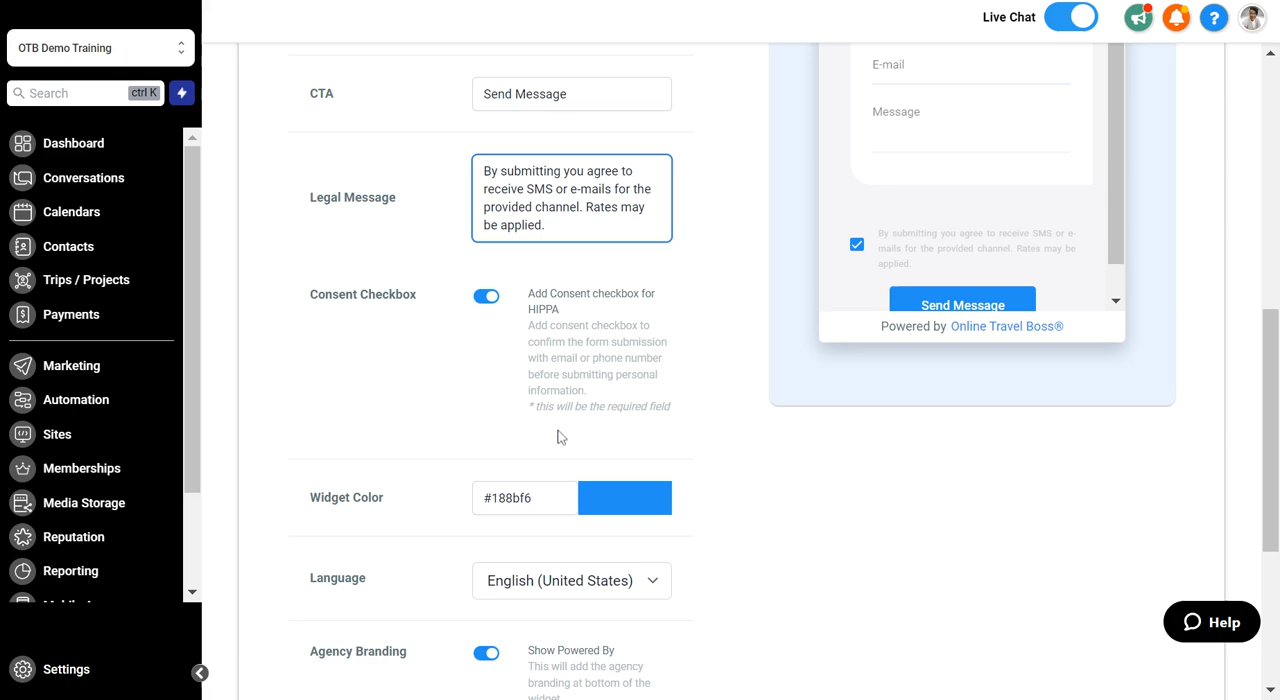 OTB Demo Training
Search
ctrl K
Dashboard
Conversations
Calendars
Contacts
Trips / Projects
Payments
Marketing
Automation
Sites
Memberships
Media Storage
Reputation
Reporting
Settings
Live Chat
?
CTA
Send Message
Legal Message
By submitting you agree to
receive SMS or e-mails for the
provided channel. Rates may
be applied.
Consent Checkbox
Add Consent checkbox for
HIPPA
Add consent checkbox to
confirm the form submission
with email or phone number
before submitting personal
information.
* this will be the required field
Widget Color
#188bf6
Language
English (United States)
Agency Branding
Show Powered By
This will add the agency
branding at bottom of the
widget
E-mail
Message
By submitting you agree to receive SMS or e-
mails for the provided channel. Rates may be
applied.
Send Message
Powered by Online Travel Boss®
Help